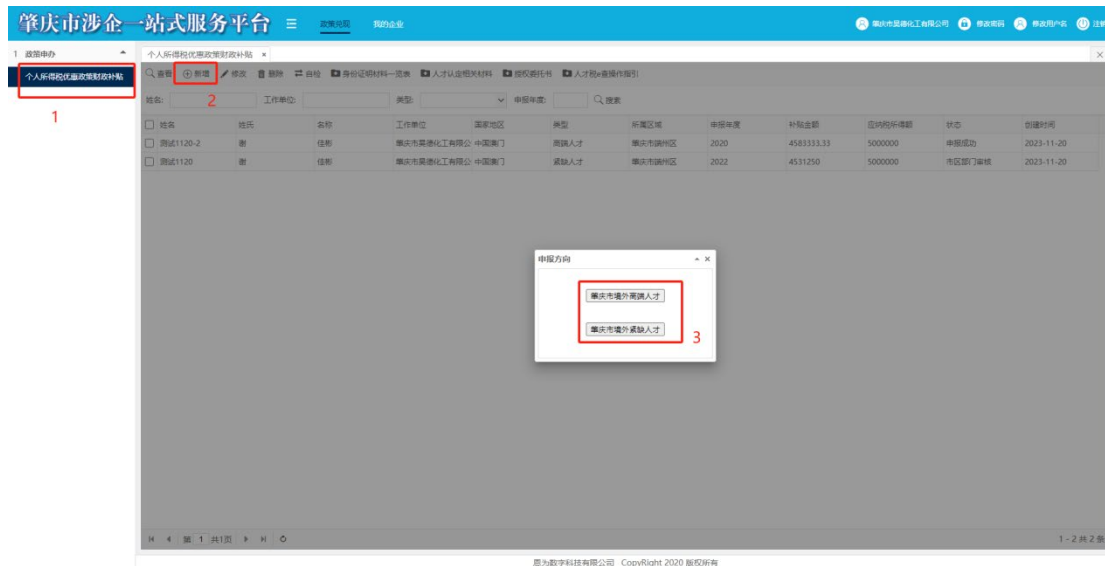 肇庆市涉企一站式服务平台 ☰ 政策兑现 我的企业 肇庆市昊德化工有限公司 修改密码 修改用户名 注销
1 政策申办
个人所得税优惠政策财政补贴 ×
个人所得税优惠政策财政补贴
查看 新增 修改 删除 自检 身份证明材料一览表 人才认定相关材料 授权委托书 人才税e查操作指引
1
姓名: 2 工作单位: 类型: 申报年度: 搜索
姓名 姓氏 名称 工作单位 国家地区 类型 所属区域 申报年度 补贴金额 应纳税所得额 状态 创建时间
测试1120-2 谢 佳彬 肇庆市昊德化工有限公 中国澳门 高端人才 肇庆市端州区 2020 4583333.33 5000000 申报成功 2023-11-20
测试1120 谢 佳彬 肇庆市昊德化工有限公 中国澳门 紧缺人才 肇庆市端州区 2022 4531250 5000000 市区部门审核 2023-11-20
申报方向
肇庆市境外高端人才
肇庆市境外紧缺人才
3
第 1 共1页 1 - 2 共 2 条
恩为数字科技有限公司 CopyRight 2020 版权所有